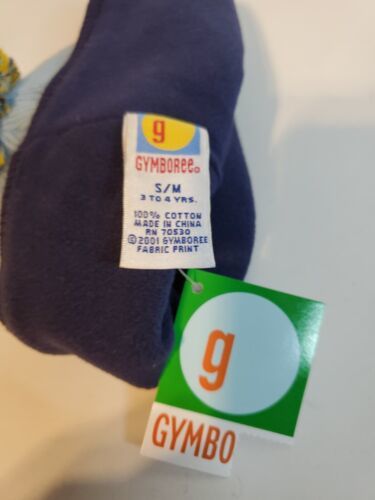 g
GYMBOREE®
S/M
3 TO 4 YRS.
100% COTTON
MADE IN CHINA
RN 70530
©2001 GYMBOREE
FABRIC PRINT
g
GYMBO